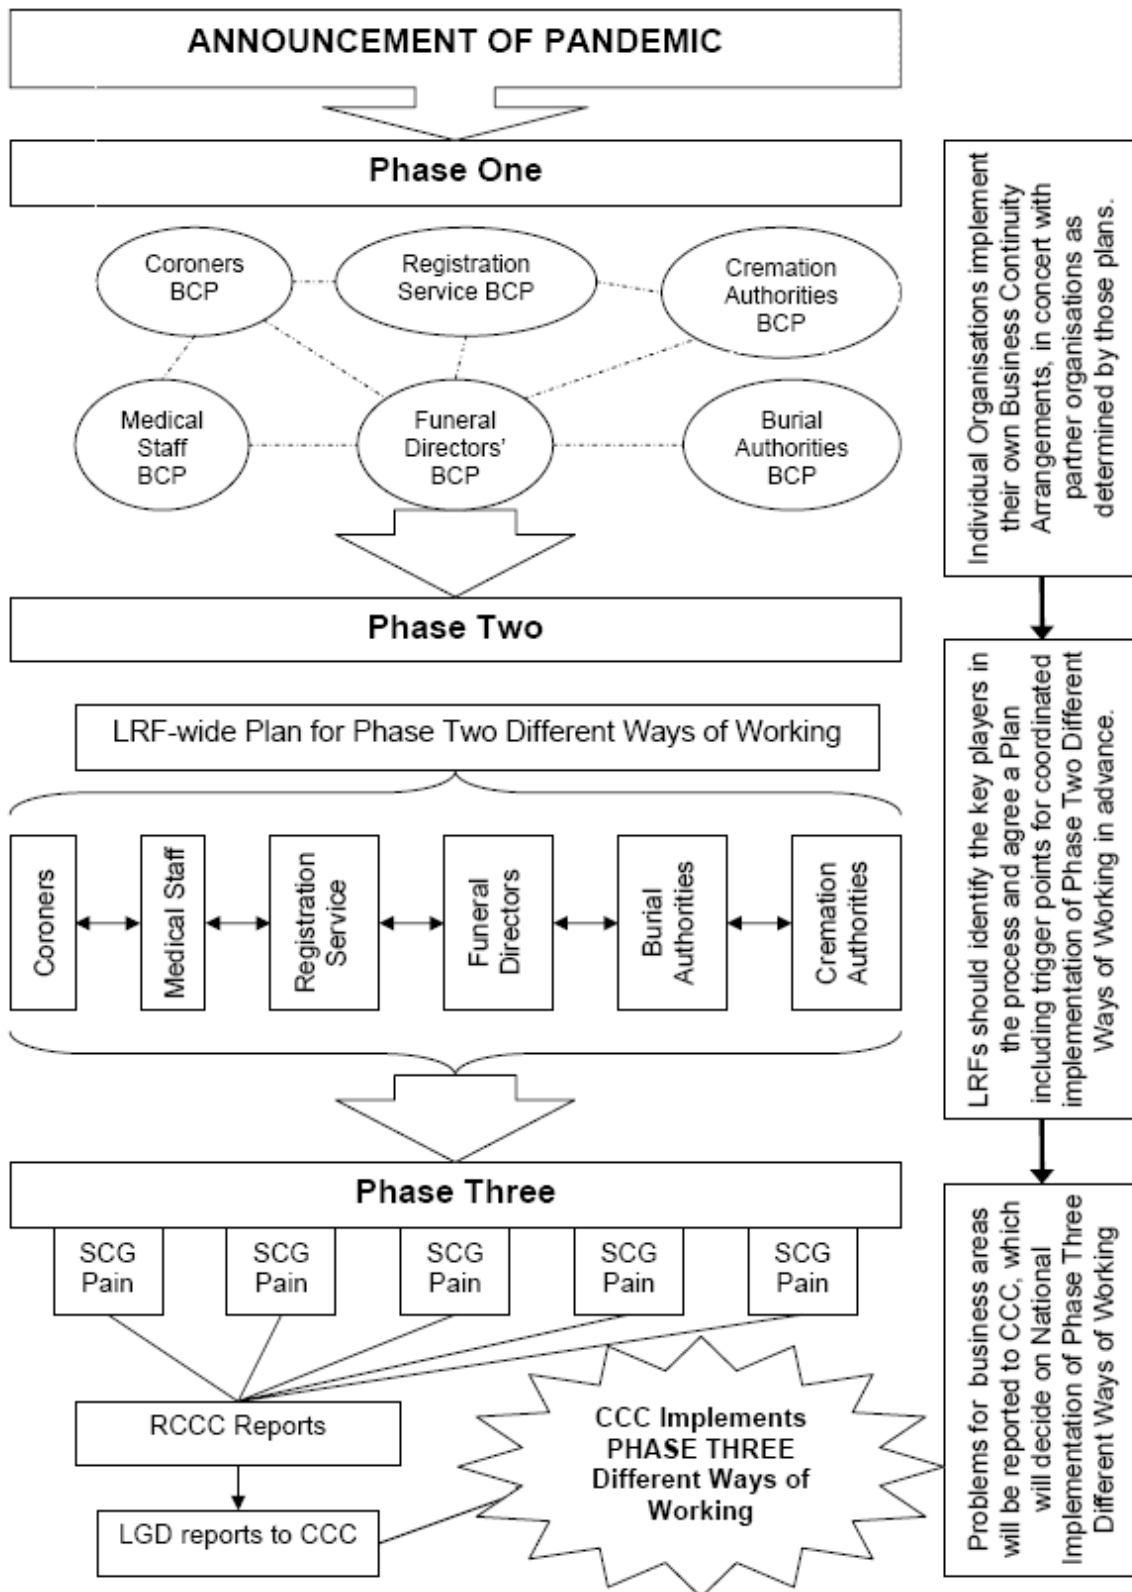 ANNOUNCEMENT OF PANDEMIC
Phase One
Coroners
BCP
Registration
Service BCP
Cremation
Authorities
BCP
Medical
Staff
BCP
Funeral
Directors'
BCP
Burial
Authorities
BCP
Individual Organisations implement
their own Business Continuity
Arrangements, in concert with
partner organisations as
determined by those plans.
Phase Two
LRF-wide Plan for Phase Two Different Ways of Working
Coroners
Medical Staff
Registration
Service
Funeral
Directors
Burial
Authorities
Cremation
Authorities
LRFs should identify the key players in
the process and agree a Plan
including trigger points for coordinated
implementation of Phase Two Different
Ways of Working in advance.
Phase Three
SCG
Pain
SCG
Pain
SCG
Pain
SCG
Pain
SCG
Pain
RCCC Reports
LGD reports to CCC
CCC Implements
PHASE THREE
Different Ways of
Working
Problems for business areas
will be reported to CCC, which
will decide on National
Implementation of Phase Three
Different Ways of Working